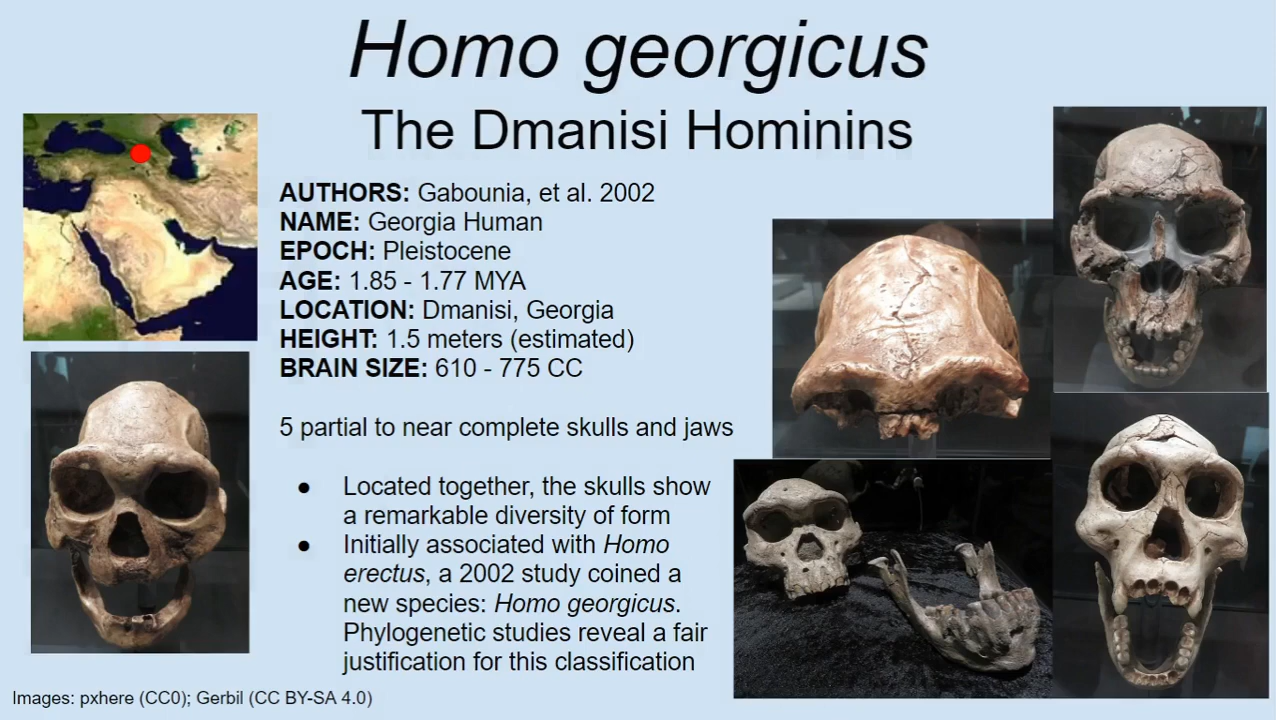 Homo georgicus
The Dmanisi Hominins
AUTHORS: Gabounia, et al. 2002
NAME: Georgia Human
EPOCH: Pleistocene
AGE: 1.85 - 1.77 MYA
LOCATION: Dmanisi, Georgia
HEIGHT: 1.5 meters (estimated)
BRAIN SIZE: 610 - 775 CC
5 partial to near complete skulls and jaws
● Located together, the skulls show
a remarkable diversity of form
● Initially associated with Homo
erectus, a 2002 study coined a
new species: Homo georgicus.
Phylogenetic studies reveal a fair
justification for this classification
Images: pxhere (CC0); Gerbil (CC BY-SA 4.0)